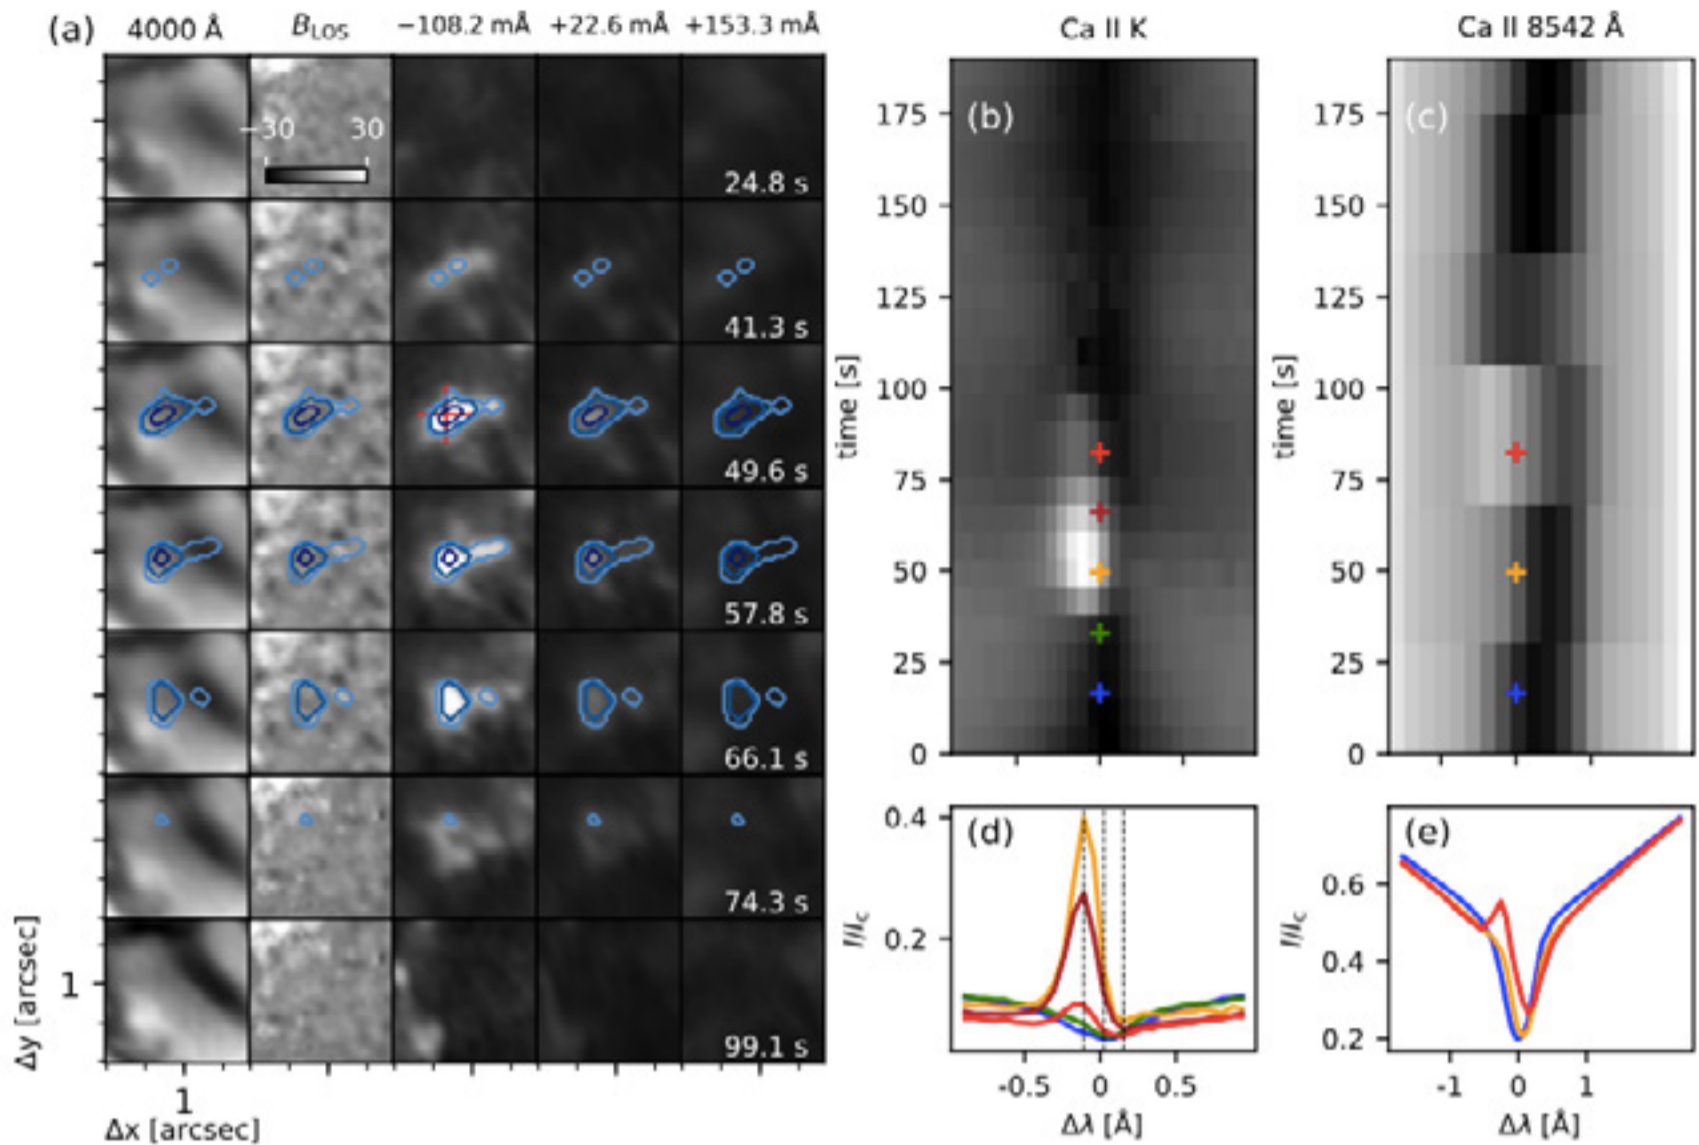 (a) 4000 Å B_LOS −108.2 mÅ +22.6 mÅ +153.3 mÅ
−30 30
24.8 s
41.3 s
49.6 s
57.8 s
66.1 s
74.3 s
99.1 s
Δy [arcsec]
1
1
Δx [arcsec]
Ca II K
(b)
time [s]
175
150
125
100
75
50
25
0
Ca II 8542 Å
(c)
time [s]
175
150
125
100
75
50
25
0
(d)
I/I_c
0.4
0.2
-0.5 0 0.5
Δλ [Å]
(e)
I/I_c
0.6
0.4
0.2
-1 0 1
Δλ [Å]